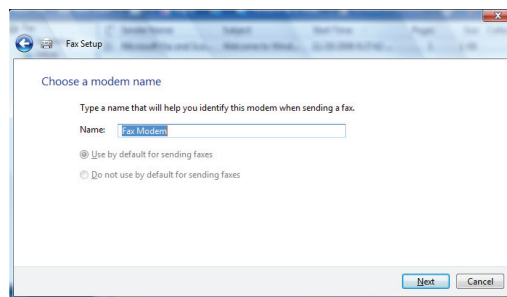 Fax Setup
Choose a modem name
Type a name that will help you identify this modem when sending a fax.
Name: Fax Modem
Use by default for sending faxes
Do not use by default for sending faxes
Next Cancel